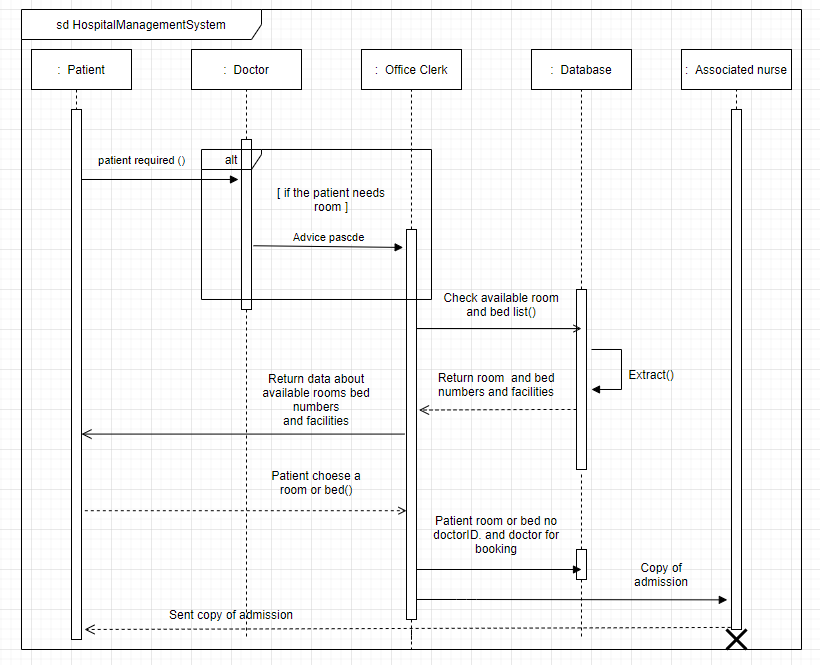 sd HospitalManagementSystem
: Patient
: Doctor
: Office Clerk
: Database
: Associated nurse
patient required ()
alt
[ if the patient needs
room ]
Advice pascde
Check available room
and bed list()
Extract()
Return room and bed
numbers and facilities
Return data about
available rooms bed
numbers
and facilities
Patient choese a
room or bed()
Patient room or bed no
doctorID. and doctor for
booking
Copy of
admission
Sent copy of admission